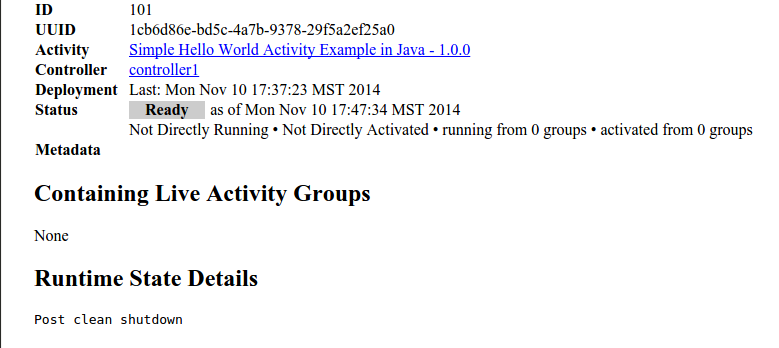 ID 101
UUID 1cb6d86e-bd5c-4a7b-9378-29f5a2ef25a0
Activity Simple Hello World Activity Example in Java - 1.0.0
Controller controller1
Deployment Last: Mon Nov 10 17:37:23 MST 2014
Status Ready as of Mon Nov 10 17:47:34 MST 2014
Not Directly Running • Not Directly Activated • running from 0 groups • activated from 0 groups
Metadata
Containing Live Activity Groups
None
Runtime State Details
Post clean shutdown